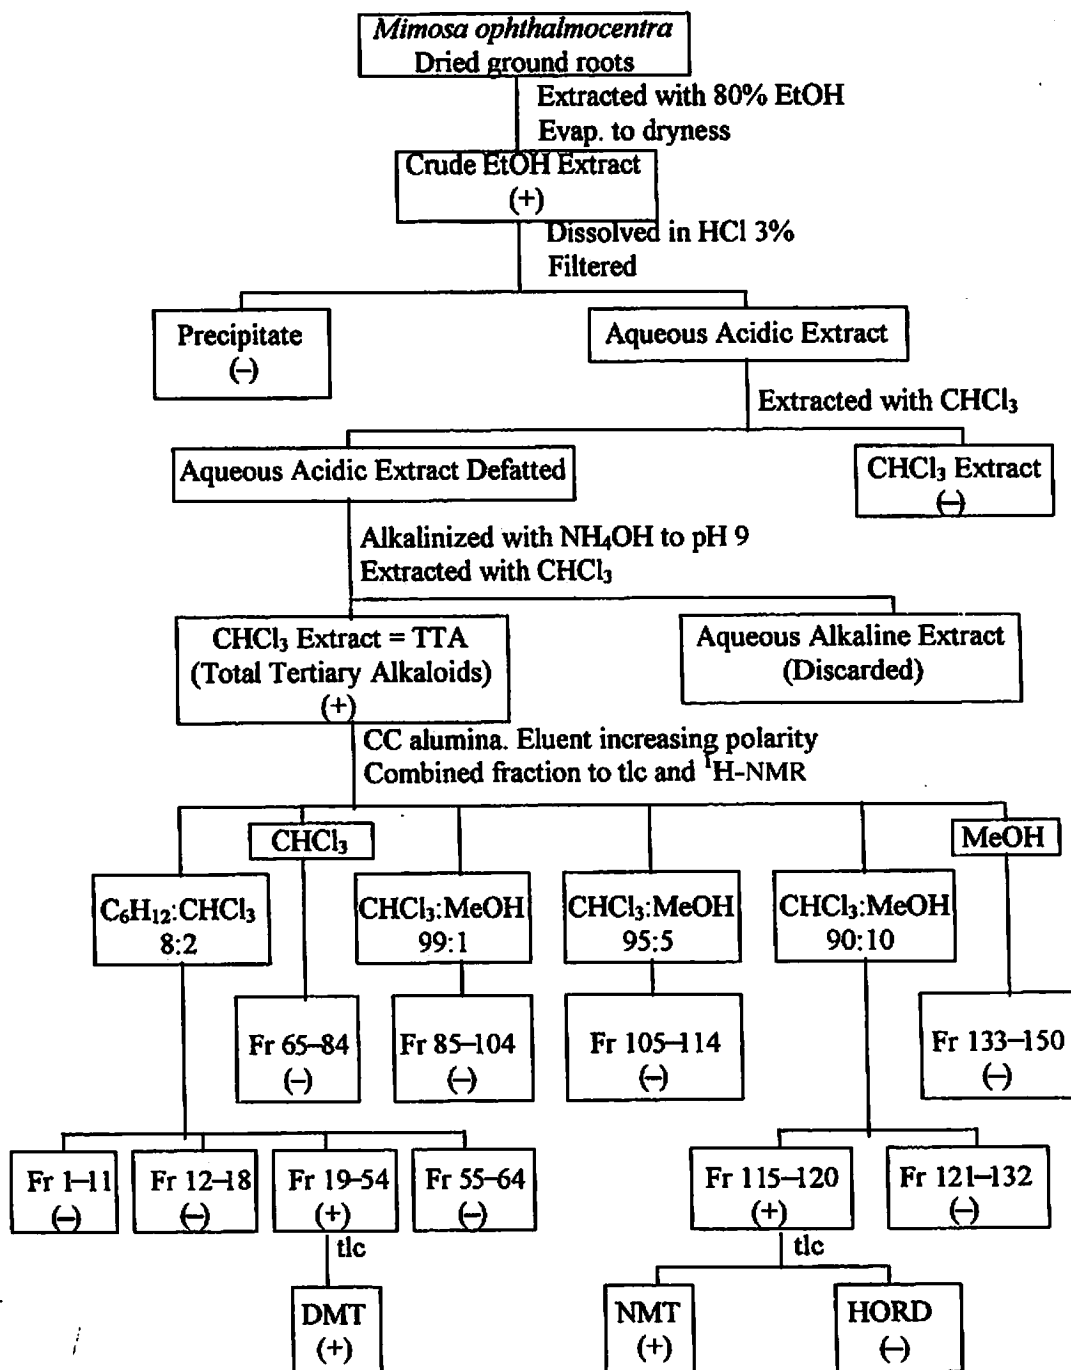 Mimosa ophthalmocentra
Dried ground roots
Extracted with 80% EtOH
Evap. to dryness
Crude EtOH Extract
(+)
Dissolved in HCl 3%
Filtered
Precipitate
(–)
Aqueous Acidic Extract
Extracted with CHCl₃
Aqueous Acidic Extract Defatted
CHCl₃ Extract
(–)
Alkalinized with NH₄OH to pH 9
Extracted with CHCl₃
CHCl₃ Extract = TTA
(Total Tertiary Alkaloids)
(+)
Aqueous Alkaline Extract
(Discarded)
CC alumina. Eluent increasing polarity
Combined fraction to tlc and ¹H-NMR
CHCl₃
MeOH
C₆H₁₂:CHCl₃
8:2
CHCl₃:MeOH
99:1
CHCl₃:MeOH
95:5
CHCl₃:MeOH
90:10
Fr 65–84
(–)
Fr 85–104
(–)
Fr 105–114
(–)
Fr 133–150
(–)
Fr 1–11
(–)
Fr 12–18
(–)
Fr 19–54
(+)
Fr 55–64
(–)
Fr 115–120
(+)
Fr 121–132
(–)
tlc
tlc
DMT
(+)
NMT
(+)
HORD
(–)